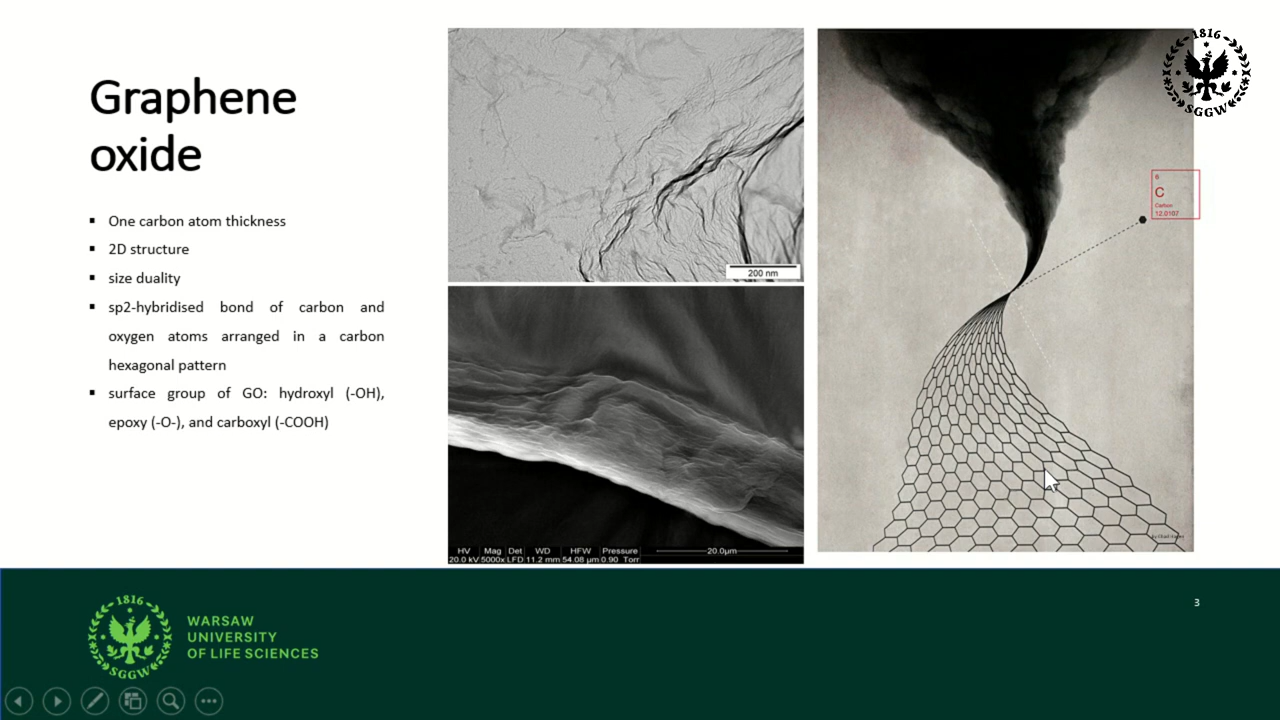 Graphene
oxide
One carbon atom thickness
2D structure
size duality
sp2-hybridised bond of carbon and
oxygen atoms arranged in a carbon
hexagonal pattern
surface group of GO: hydroxyl (-OH),
epoxy (-O-), and carboxyl (-COOH)
200 nm
HV Mag Det WD HFW Pressure 20.0µm
20.0 kV 5000x LFD 11.2 mm 54.08 µm 0.90 Torr
1816
SGGW
6
C
Carbon
12.0107
3
1816
SGGW
WARSAW
UNIVERSITY
OF LIFE SCIENCES